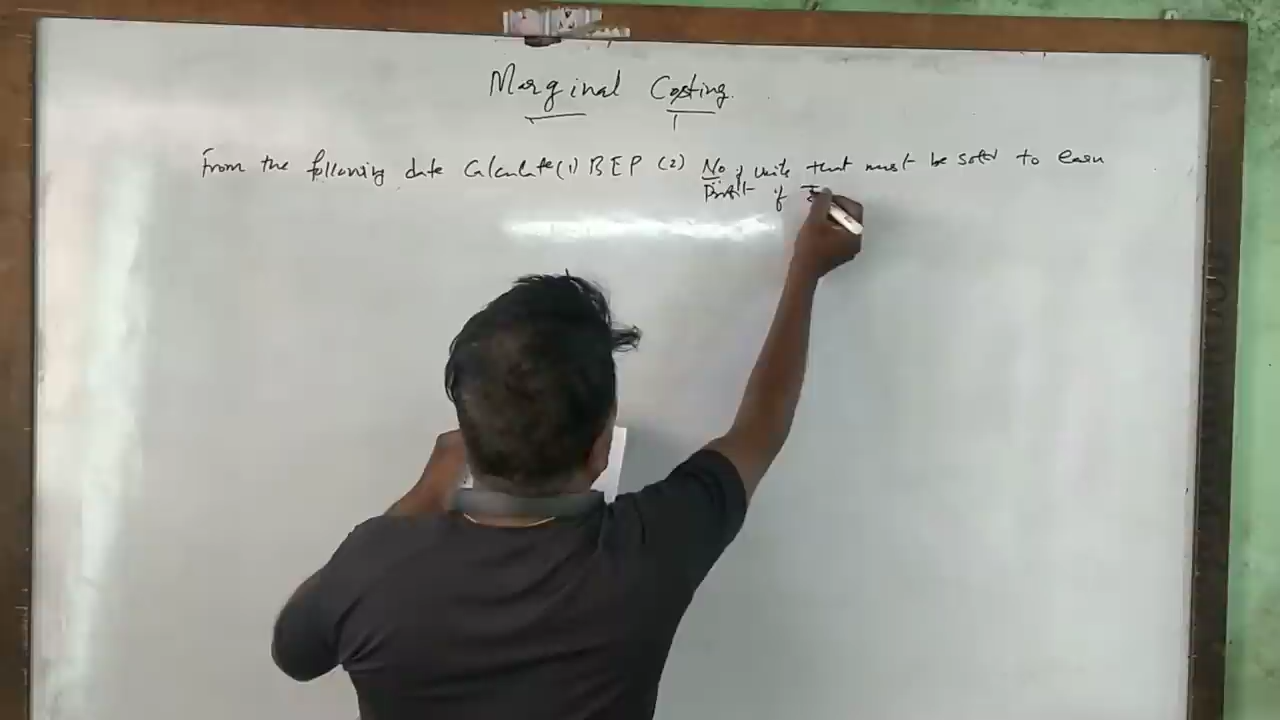 Marginal Costing.
From the following date Calculate (1) BEP (2) No of units that must be sold to earn
Profit of ₹